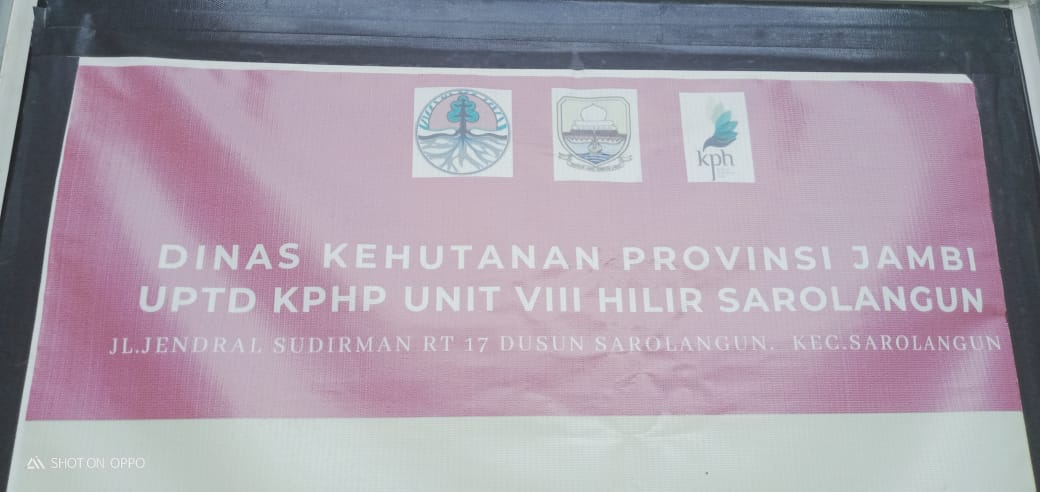 kph
DINAS KEHUTANAN PROVINSI JAMBI
UPTD KPHP UNIT VIII HILIR SAROLANGUN
JL.JENDRAL SUDIRMAN RT 17 DUSUN SAROLANGUN. KEC.SAROLANGUN
SHOT ON OPPO